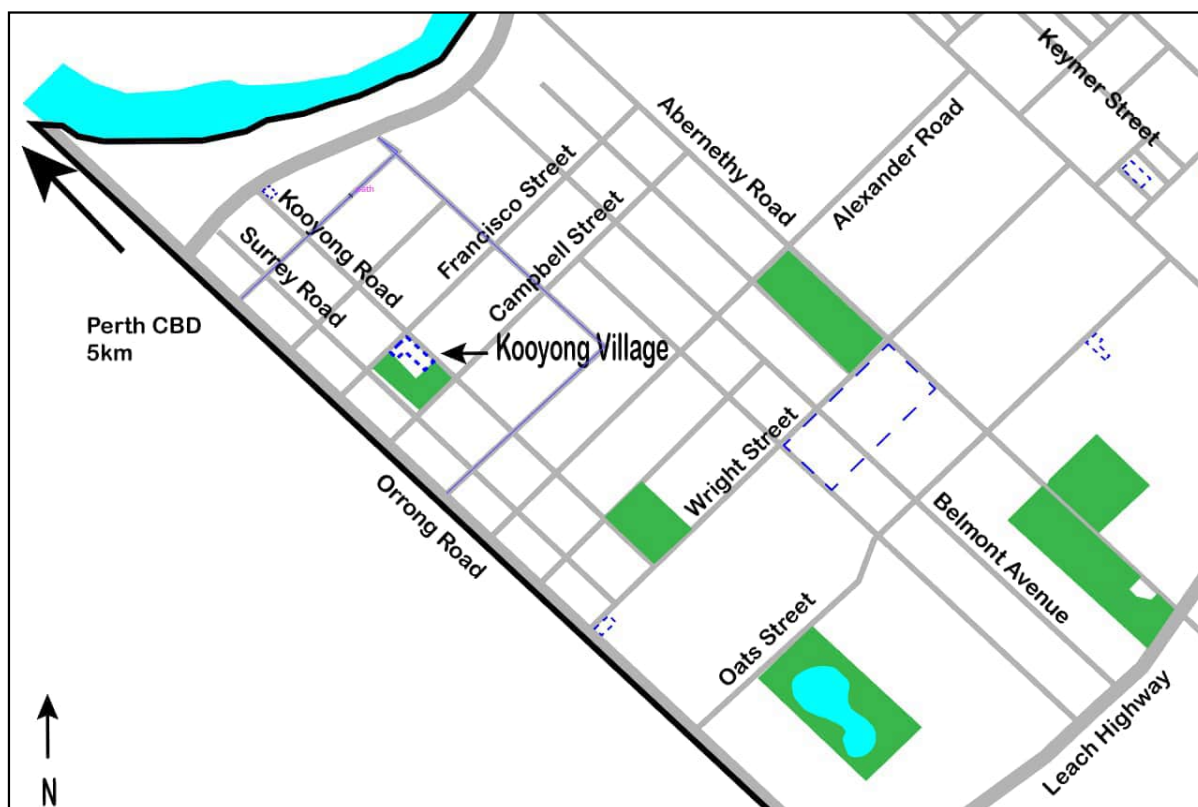 Keymer Street
Abernethy Road
Alexander Road
Francisco Street
Kooyong Road
Campbell Street
Surrey Road
Perth CBD
5km
Kooyong Village
Wright Street
Orrong Road
Belmont Avenue
Oats Street
Leach Highway
N